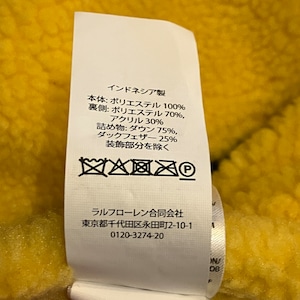 インドネシア製
本体: ポリエステル 100%
裏側: ポリエステル 70%,
アクリル 30%
詰め物: ダウン 75%,
ダックフェザー 25%
装飾部分を除く
P
ラルフローレン合同会社
東京都千代田区永田町2-10-1
0120-3274-20